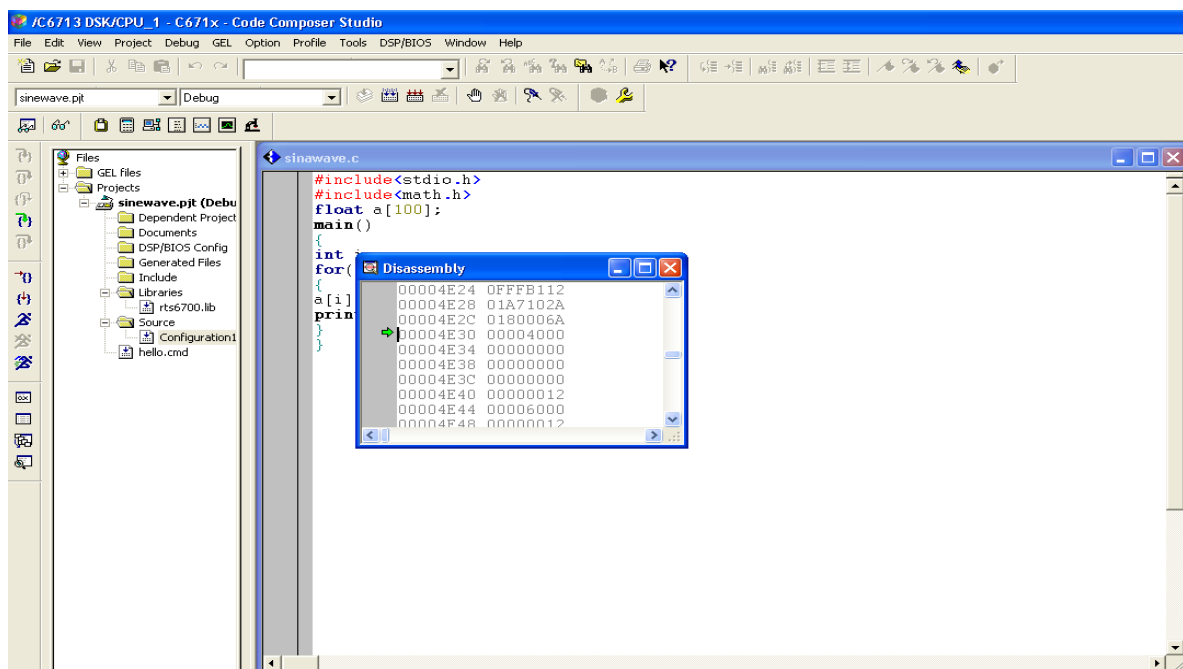 /C6713 DSK/CPU_1 - C671x - Code Composer Studio
File Edit View Project Debug GEL Option Profile Tools DSP/BIOS Window Help
sinewave.pjt Debug
Files
GEL files
Projects
sinewave.pjt (Debu
Dependent Project
Documents
DSP/BIOS Config
Generated Files
Include
Libraries
rts6700.lib
Source
Configuration1
hello.cmd
sinawave.c
#include<stdio.h>
#include<math.h>
float a[100];
main()
{
int
for(
{
a[i]
prin
}
}
Disassembly
00004E24 0FFFB112
00004E28 01A7102A
00004E2C 0180006A
00004E30 00004000
00004E34 00000000
00004E38 00000000
00004E3C 00000000
00004E40 00000012
00004E44 00006000
00004E48 00000012